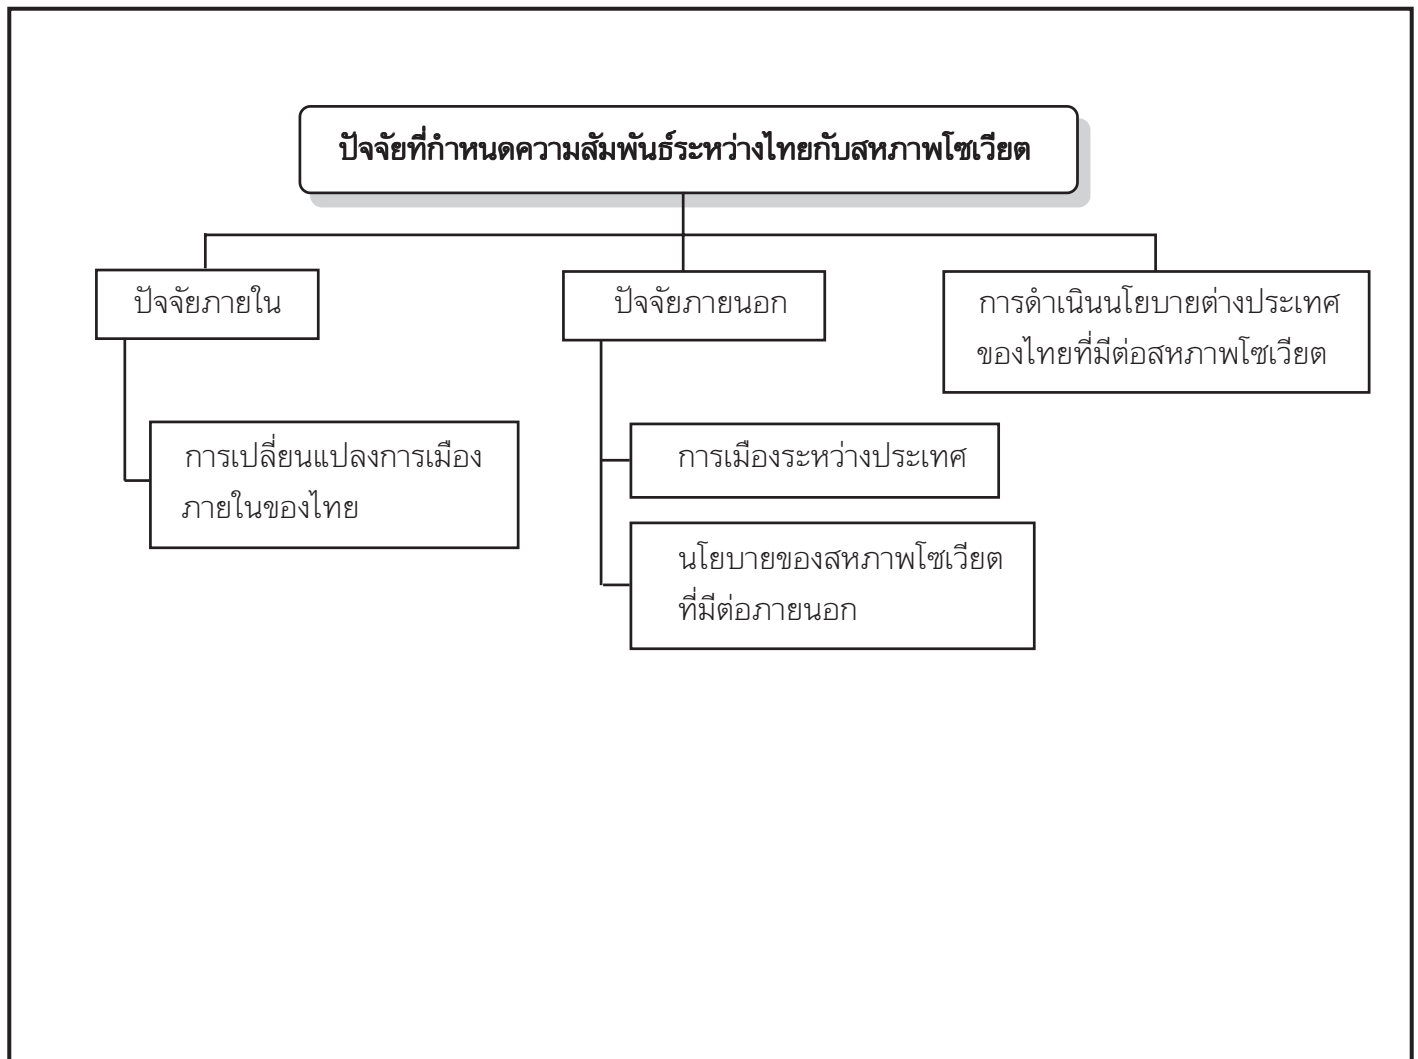 ปัจจัยที่กำหนดความสัมพันธ์ระหว่างไทยกับสหภาพโซเวียต
ปัจจัยภายใน
การเปลี่ยนแปลงการเมือง
ภายในของไทย
ปัจจัยภายนอก
การเมืองระหว่างประเทศ
นโยบายของสหภาพโซเวียต
ที่มีต่อภายนอก
การดำเนินนโยบายต่างประเทศ
ของไทยที่มีต่อสหภาพโซเวียต